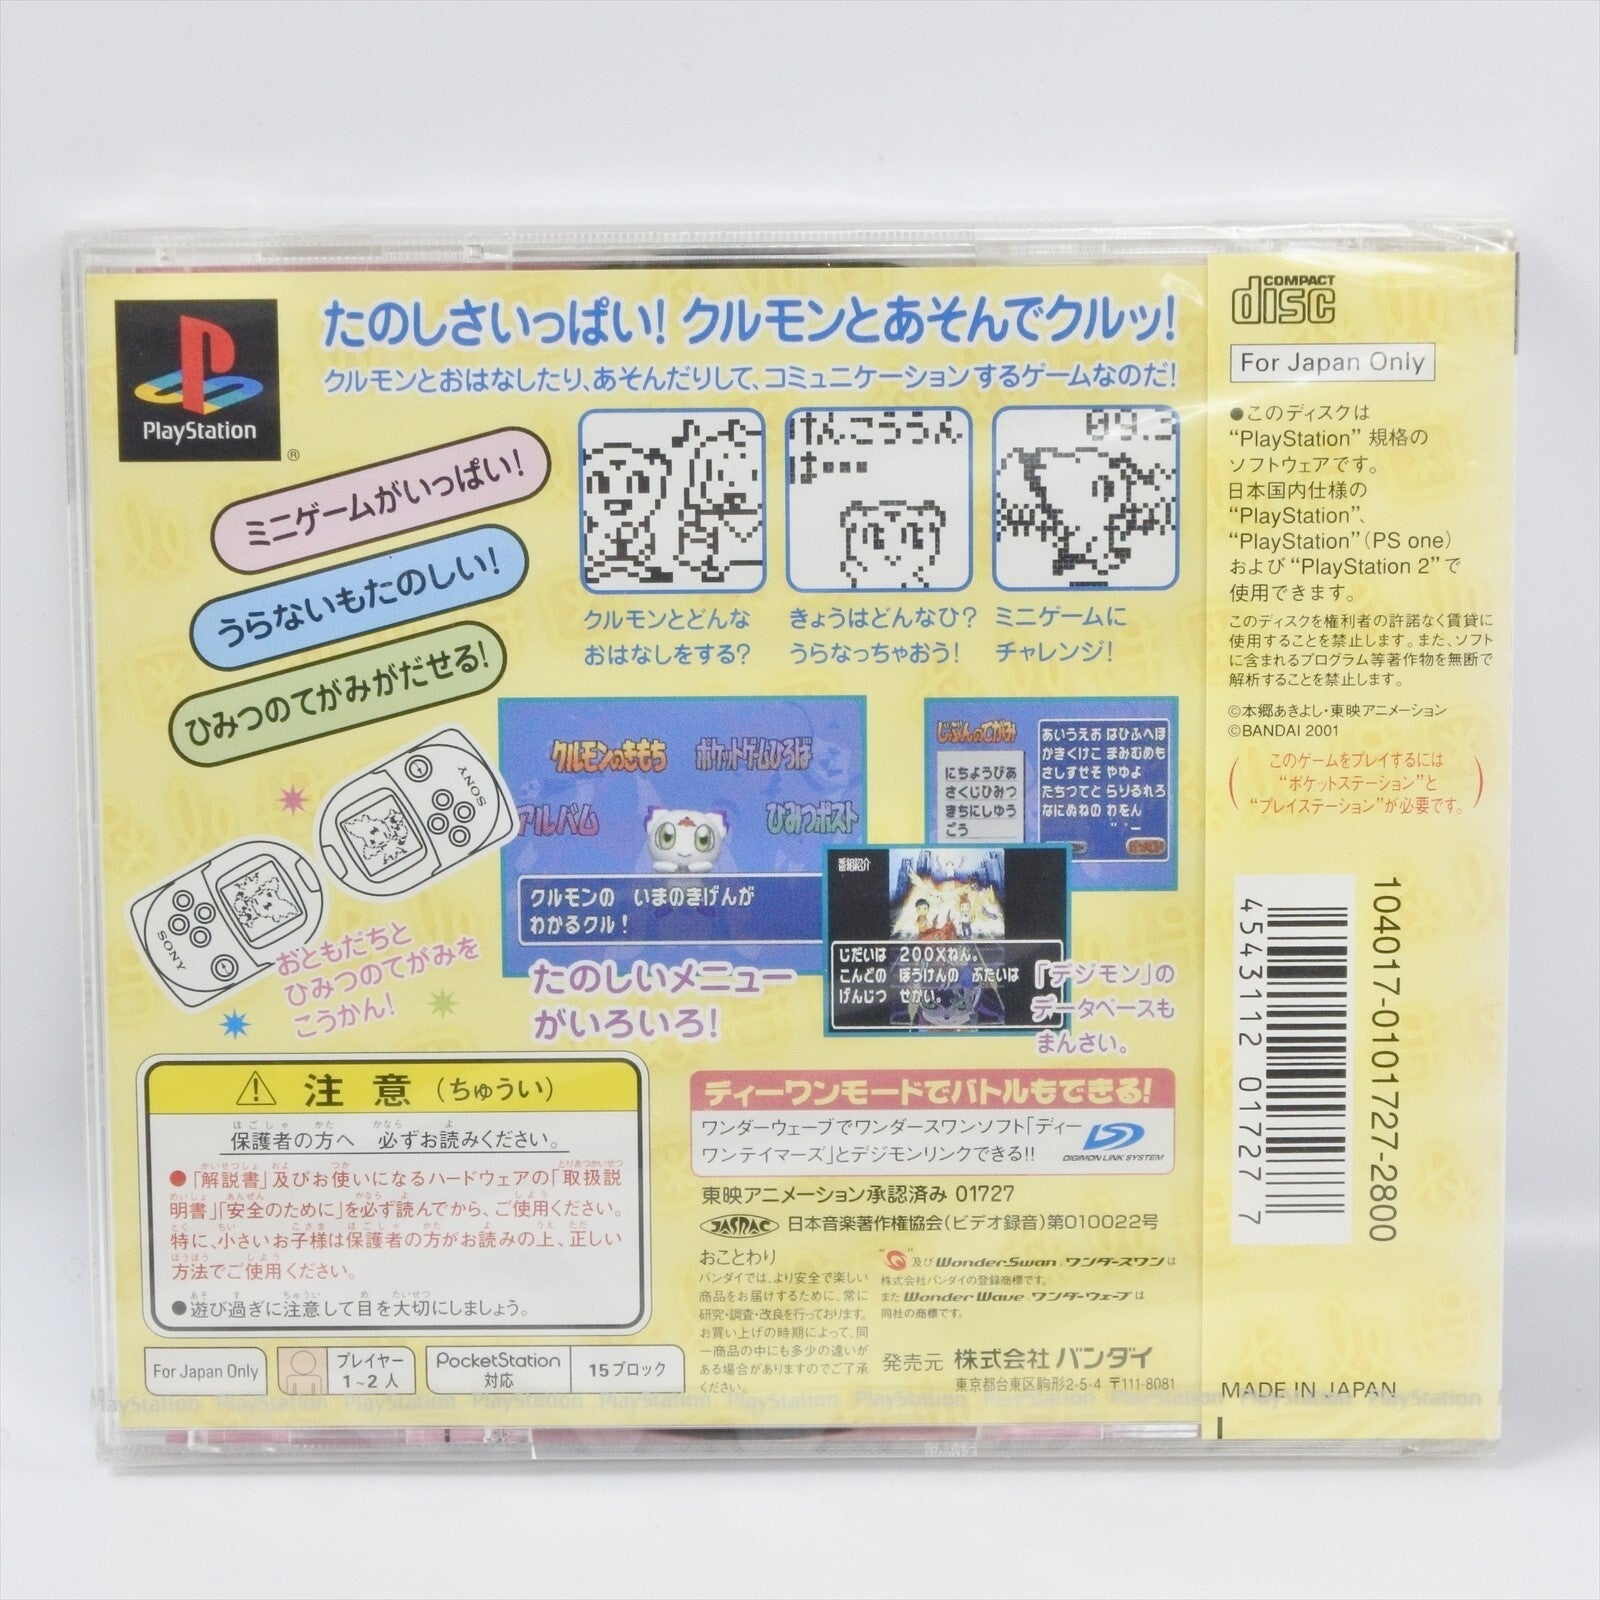 PlayStation
®
たのしさいっぱい! クルモンとあそんでクルッ!
クルモンとおはなしたり、あそんだりして、コミュニケーションするゲームなのだ!
ミニゲームがいっぱい!
うらないもたのしい!
ひみつのてがみがだせる!
けんこううん
は…
09.3
クルモンとどんな
おはなしをする?
きょうはどんなひ?
うらなっちゃおう!
ミニゲームに
チャレンジ!
SONY
SONY
おともだちと
ひみつのてがみを
こうかん!
クルモンのきもち
ポケットゲームひろば
アルバム
ひみつポスト
クルモンの いまのきげんが
わかるクル!
たのしいメニュー
がいろいろ!
じぶんのてがみ
にちようびあ
さくじひみつ
きちにしゆう
ごう
あいうえお はひふへほ
かきくけこ まみむめも
さしすせそ やゆよ
たちつてと らりるれろ
なにぬねの わをん
番組紹介
じだいは 200Xねん。
こんどの ぼうけんの ぶたいは
げんじつ せかい。
「デジモン」の
データベースも
まんさい。
注 意 (ちゅうい)
保護者の方へ 必ずお読みください。
●「解説書」及びお使いになるハードウェアの「取扱説
明書」「安全のために」を必ず読んでから、ご使用ください。
特に、小さいお子様は保護者の方がお読みの上、正しい
方法でご使用ください。
●遊び過ぎに注意して目を大切にしましょう。
For Japan Only
プレイヤー
1~2人
PocketStation
対応
15ブロック
ディーワンモードでバトルもできる!
ワンダーウェーブでワンダースワンソフト「ディー
ワンテイマーズ」とデジモンリンクできる!!
DIGIMON LINK SYSTEM
東映アニメーション承認済み 01727
JASRAC 日本音楽著作権協会(ビデオ録音)第010022号
おことわり
バンダイでは、より安全で楽しい
商品をお届けするために、常に
研究・調査・改良を行っております。
お買い上げの時期によって、同
一商品の中にも多少の違いが
ある場合がありますのでご了承
ください。
" "及びWonderSwan、ワンダースワンは
株式会社バンダイの登録商標です。
またWonder Wave、ワンダーウェーブは
同社の商標です。
発売元 株式会社 バンダイ
東京都台東区駒形2-5-4 〒111-8081
COMPACT
disc
For Japan Only
●このディスクは
“PlayStation” 規格の
ソフトウェアです。
日本国内仕様の
“PlayStation”、
“PlayStation”(PS one)
および“PlayStation 2”で
使用できます。
このディスクを権利者の許諾なく賃貸に
使用することを禁止します。また、ソフト
に含まれるプログラム等著作物を無断で
解析することを禁止します。
©本郷あきよし・東映アニメーション
©BANDAI 2001
このゲームをプレイするには
“ポケットステーション”と
“プレイステーション”が必要です。
104017-0101727-2800
4 543112 017277
MADE IN JAPAN